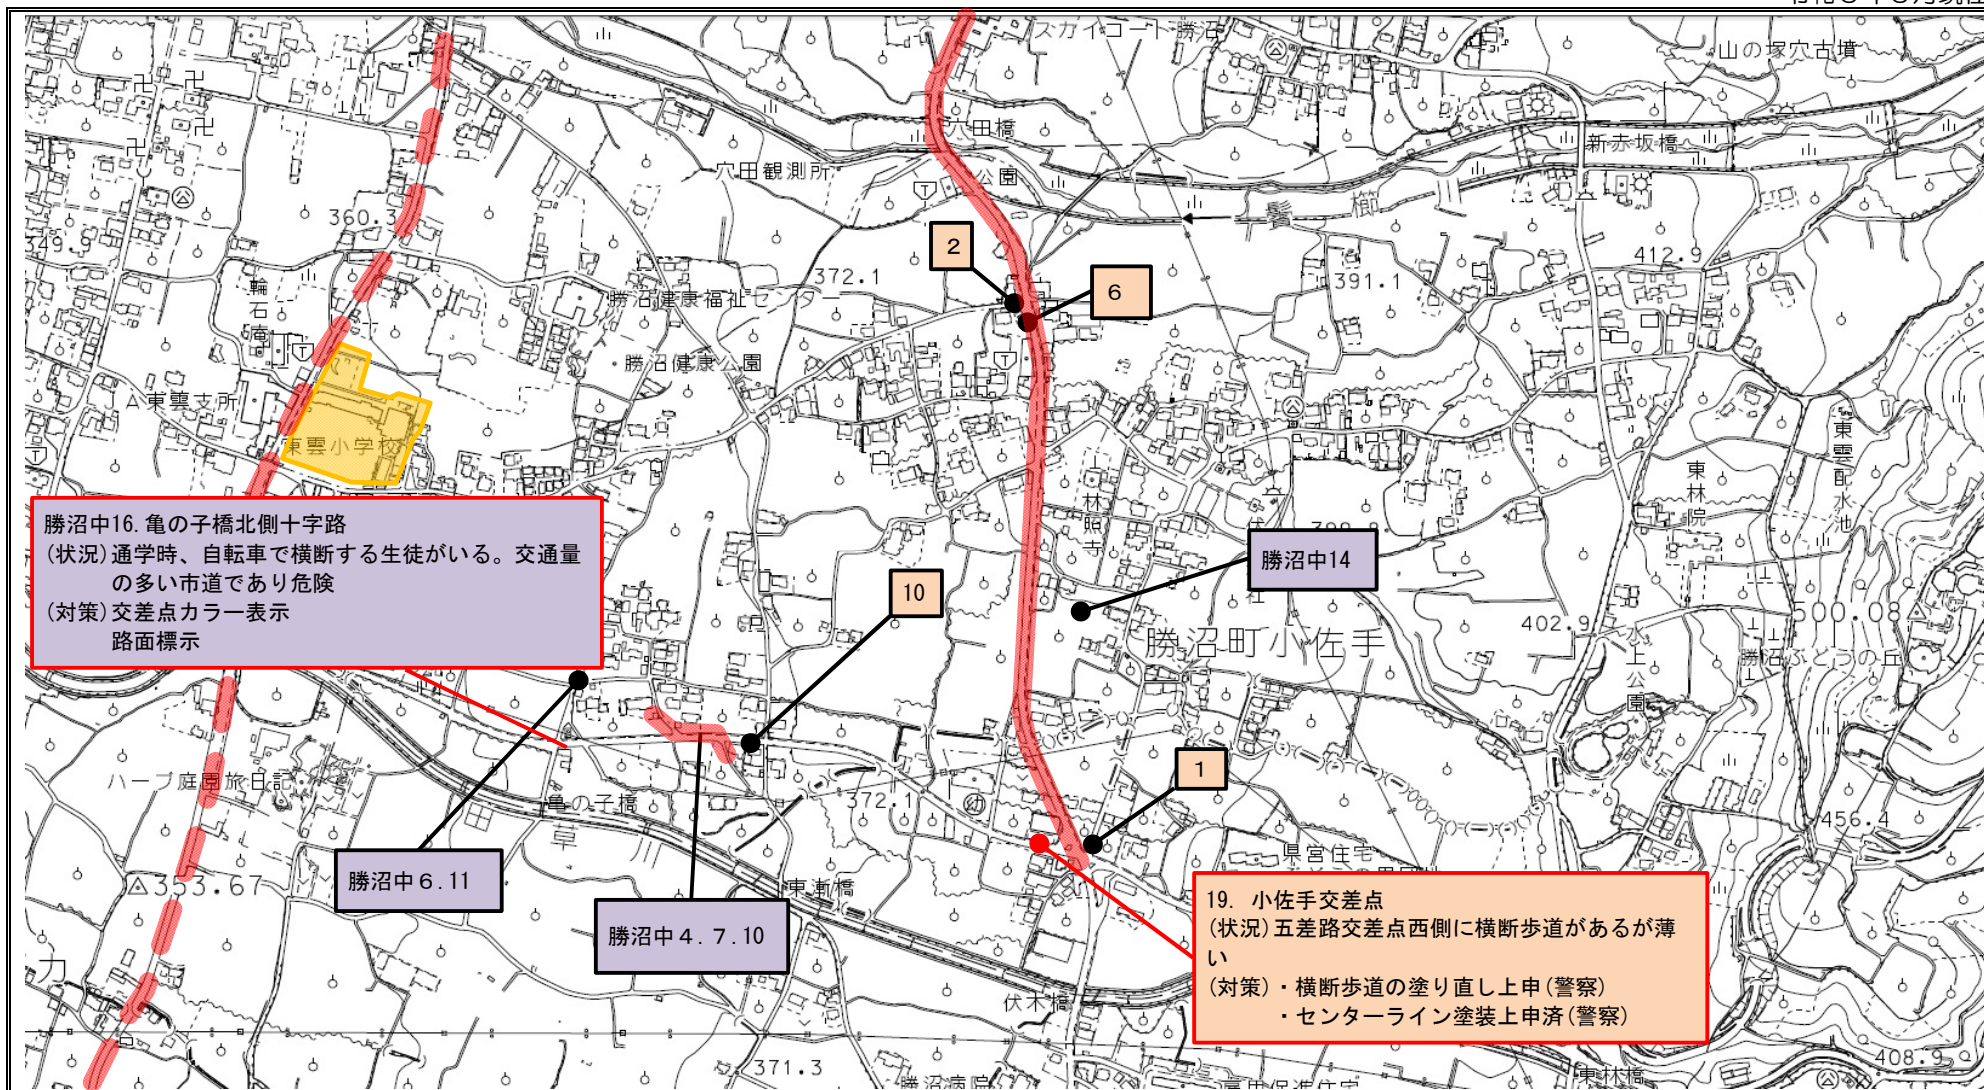 スカイコート勝沼
山の塚穴古墳
穴田橋
新赤坂橋
穴田観測所
公園
鬢櫛川
360.3
349.9
2
412.9
372.1
391.1
6
輪石庵
勝沼健康福祉センター
勝沼健康公園
JA東雲支所
東雲小学校
林照寺
東林院
東雲配水池
勝沼中16.亀の子橋北側十字路
(状況)通学時、自転車で横断する生徒がいる。交通量
の多い市道であり危険
(対策)交差点カラー表示
路面標示
勝沼中14
10
402.9
500.08
勝沼町小佐手
水上公園
勝沼ぶどうの丘
1
ハーブ庭園旅日記
亀の子橋
372.1
幼
456.4
県営住宅
勝沼中6.11
353.67
東漸橋
勝沼中4.7.10
19. 小佐手交差点
(状況)五差路交差点西側に横断歩道があるが薄
い
(対策)・横断歩道の塗り直し上申(警察)
・センターライン塗装上申済(警察)
伏木橋
371.3
勝沼病院
408.9
東林橋